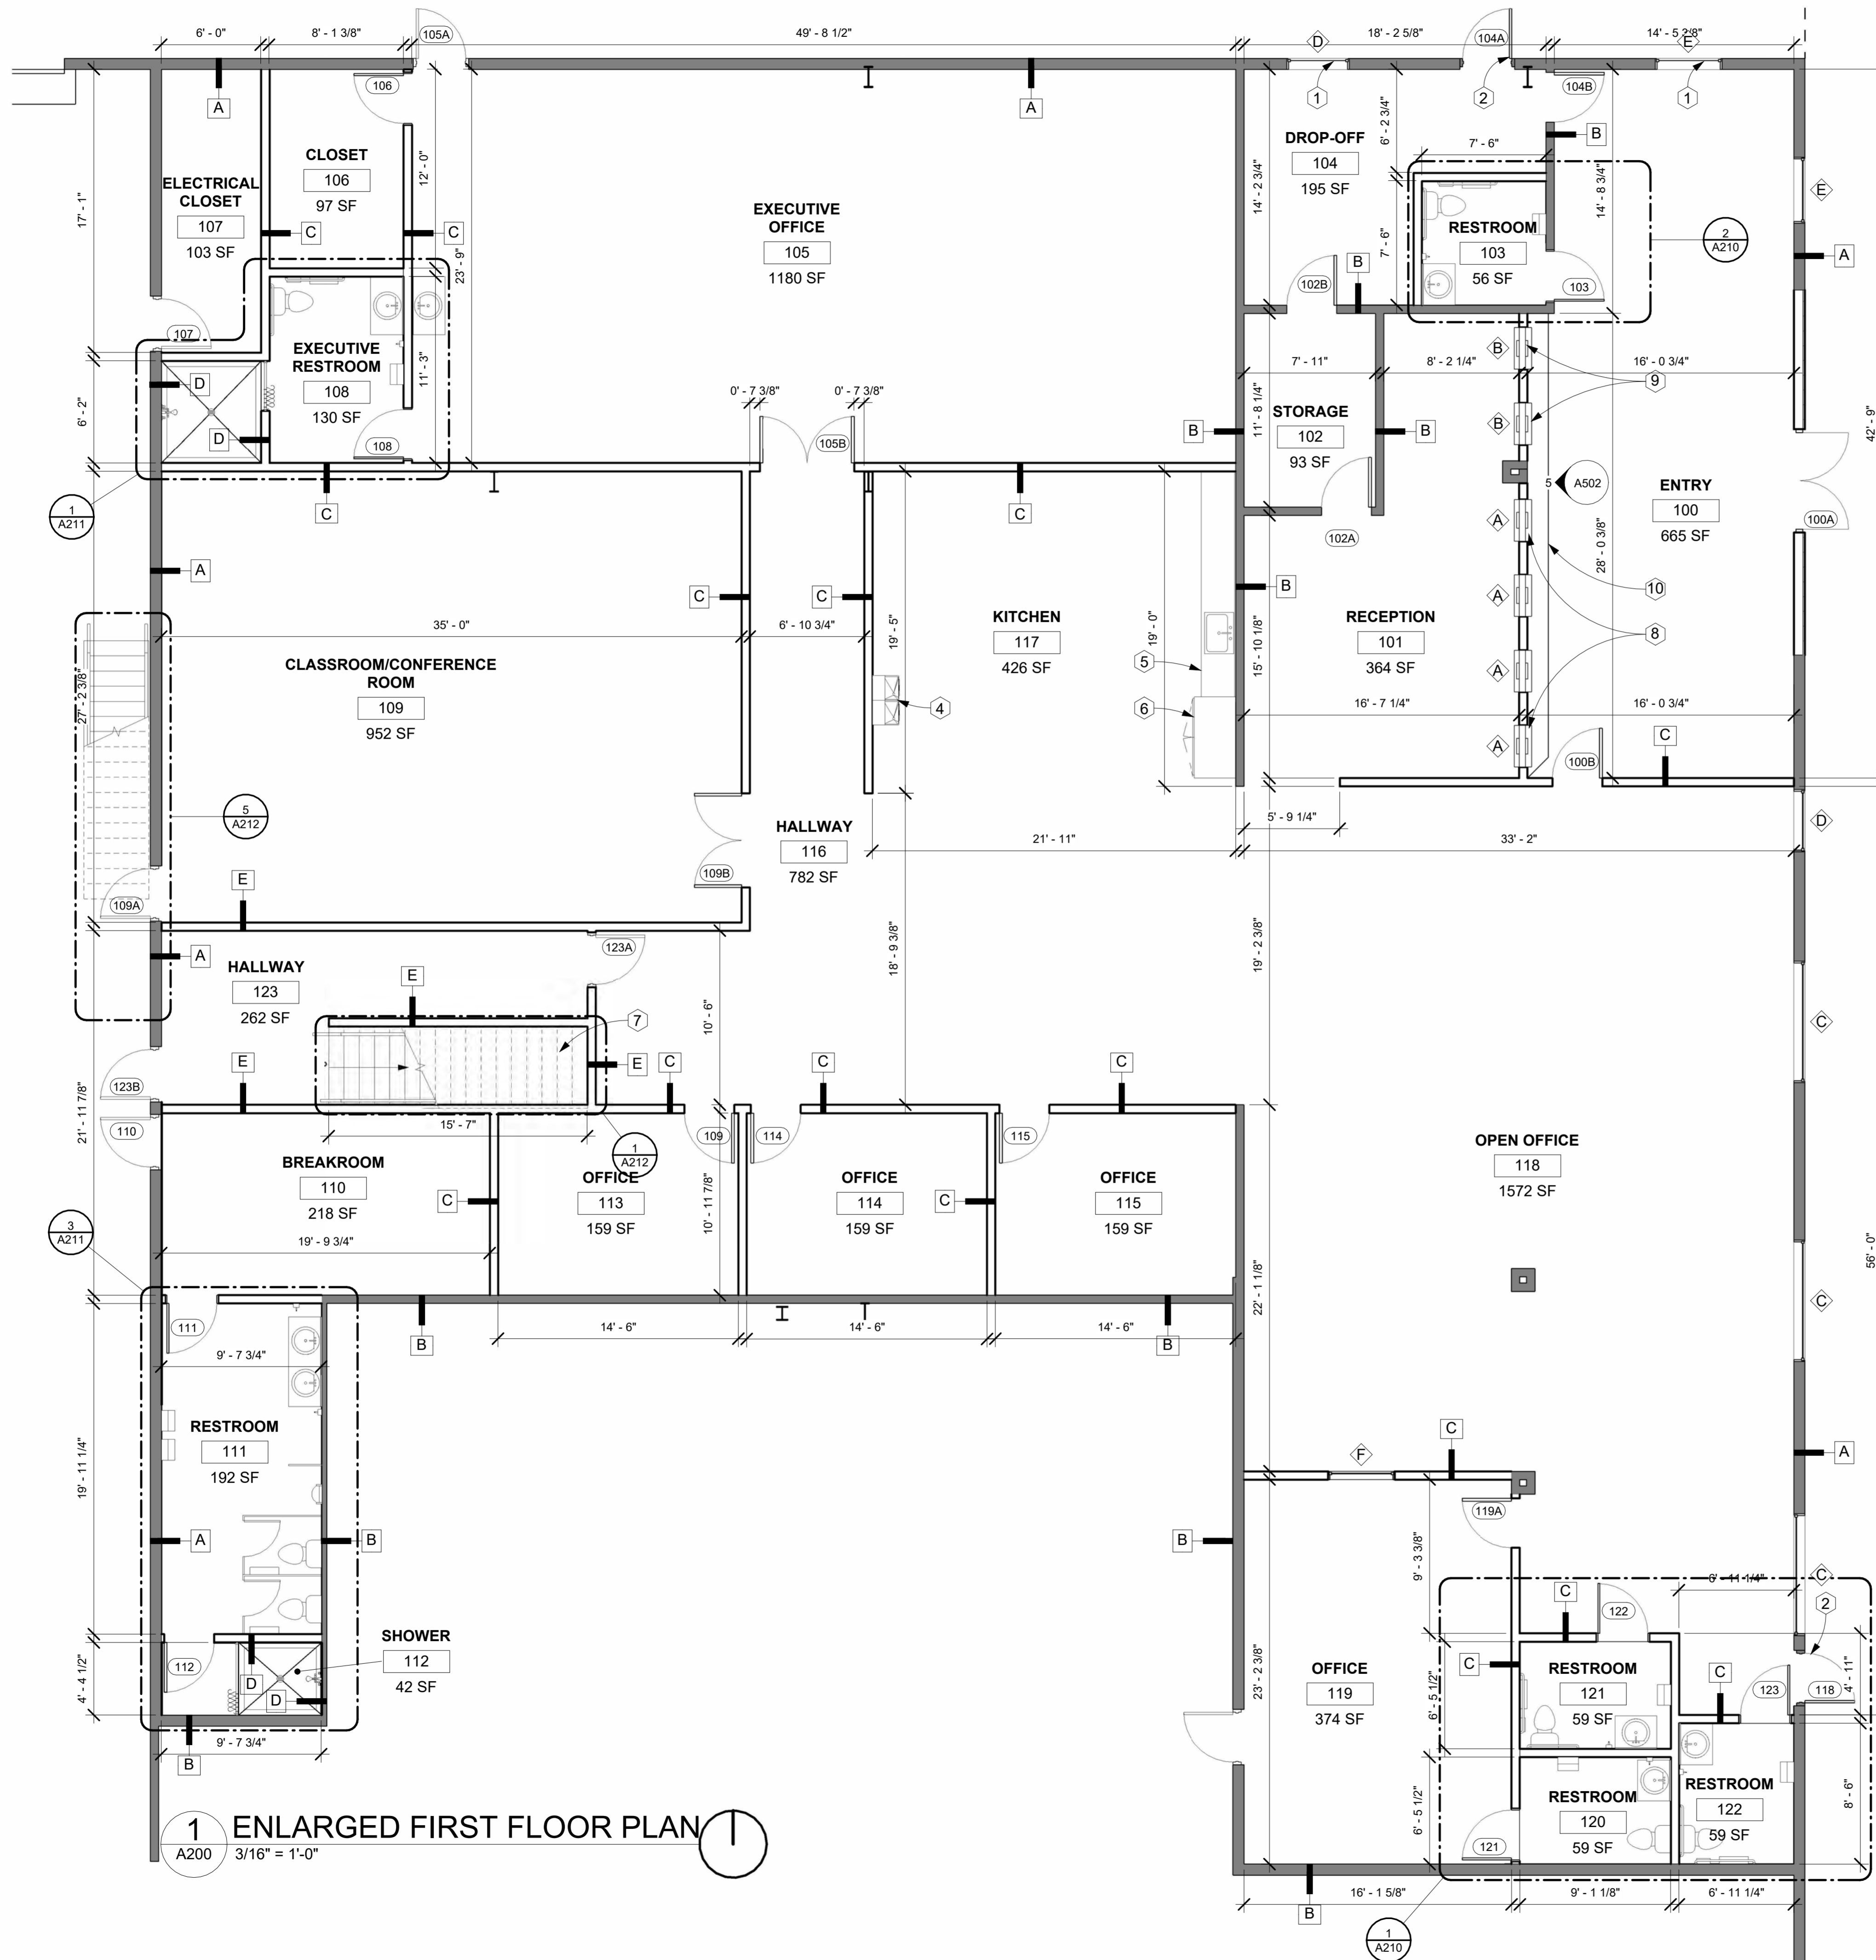 6' - 0"
8' - 1 3/8"
105A
49' - 8 1/2"
D
18' - 2 5/8"
104A
14' - 5 2/8"
E
A
106
A
1
2
104B
1
CLOSET
106
97 SF
12' - 0"
DROP-OFF
104
195 SF
6' - 2 3/4"
B
7' - 6"
17' - 1"
ELECTRICAL
CLOSET
107
103 SF
C
C
23' - 9"
EXECUTIVE
OFFICE
105
1180 SF
14' - 2 3/4"
14' - 8 3/4"
E
RESTROOM
103
56 SF
7' - 6"
2
A210
A
B
102B
103
107
EXECUTIVE
RESTROOM
108
130 SF
11' - 3"
D
D
108
6' - 2"
0' - 7 3/8"
0' - 7 3/8"
105B
B
7' - 11"
8' - 2 1/4"
16' - 0 3/4"
9
11' - 8 1/4"
STORAGE
102
93 SF
B
B
B
42' - 9"
1
A211
C
C
5
A502
ENTRY
100
665 SF
100A
A
102A
A
28' - 0 3/8"
A
C
C
B
A
10
35' - 0"
6' - 10 3/4"
19' - 5"
KITCHEN
117
426 SF
19' - 0"
5
15' - 10 1/8"
RECEPTION
101
364 SF
8
CLASSROOM/CONFERENCE
ROOM
109
952 SF
27' - 2 3/8"
4
6
A
16' - 7 1/4"
16' - 0 3/4"
A
C
100B
5
A212
HALLWAY
116
782 SF
21' - 11"
5' - 9 1/4"
33' - 2"
D
109B
E
109A
A
HALLWAY
123
262 SF
123A
E
18' - 9 3/8"
19' - 2 3/8"
10' - 6"
7
C
E
123B
E
C
C
C
21' - 11 7/8"
110
15' - 7"
1
A212
109
114
115
BREAKROOM
110
218 SF
19' - 9 3/4"
C
OFFICE
113
159 SF
10' - 11 7/8"
OFFICE
114
159 SF
C
OFFICE
115
159 SF
OPEN OFFICE
118
1572 SF
3
A211
56' - 0"
22' - 1 1/8"
C
111
B
14' - 6"
14' - 6"
14' - 6"
B
9' - 7 3/4"
RESTROOM
111
192 SF
19' - 11 1/4"
F
C
A
119A
A
B
B
9' - 3 3/8"
C
122
6' - 11 1/4"
C
2
SHOWER
112
42 SF
112
D
D
4' - 4 1/2"
23' - 2 3/8"
OFFICE
119
374 SF
C
6' - 5 1/2"
RESTROOM
121
59 SF
C
123
118
4' - 11"
9' - 7 3/4"
B
6' - 5 1/2"
RESTROOM
120
59 SF
RESTROOM
122
59 SF
8' - 6"
121
1
A200
ENLARGED FIRST FLOOR PLAN
3/16" = 1'-0"
B
16' - 1 5/8"
9' - 1 1/8"
6' - 11 1/4"
1
A210